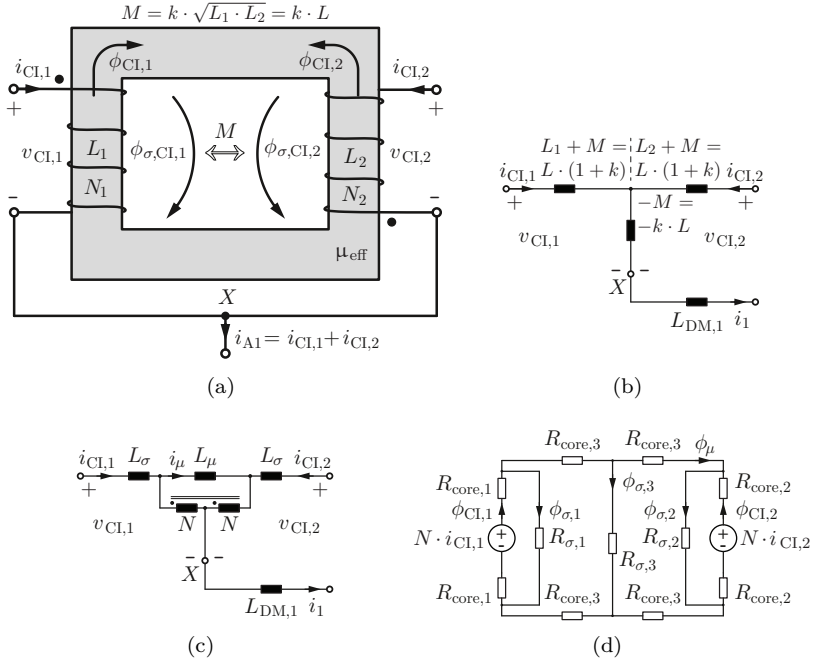 M = k · √(L₁ · L₂) = k · L
ϕCI,1
ϕCI,2
iCI,1
iCI,2
+
+
vCI,1
L₁
ϕσ,CI,1
M
ϕσ,CI,2
L₂
vCI,2
N₁
N₂
−
−
μeff
X
iA1 = iCI,1 + iCI,2
(a)
L₁ + M = L₂ + M =
iCI,1 L · (1 + k) L · (1 + k) iCI,2
+
+
−M =
−k · L
vCI,1
vCI,2
− −
X
LDM,1 i₁
(b)
iCI,1 Lσ iμ Lμ Lσ iCI,2
+
+
vCI,1
N N
vCI,2
− −
X
LDM,1 i₁
(c)
Rcore,3 Rcore,3 ϕμ
Rcore,1
Rcore,2
ϕσ,3
ϕCI,1
ϕσ,1
ϕσ,2
ϕCI,2
N · iCI,1
+
-
Rσ,1
Rσ,2
+
-
N · iCI,2
Rσ,3
Rcore,1
Rcore,3 Rcore,3
Rcore,2
(d)